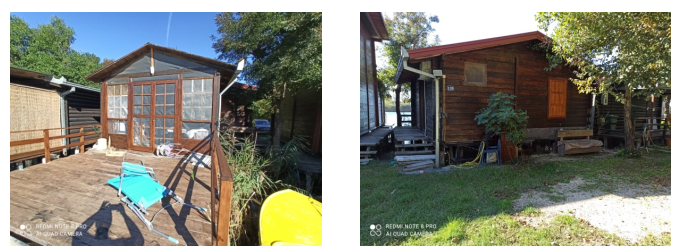 REDMI NOTE 8 PRO
AI QUAD CAMERA
REDMI NOTE 8 PRO
AI QUAD CAMERA